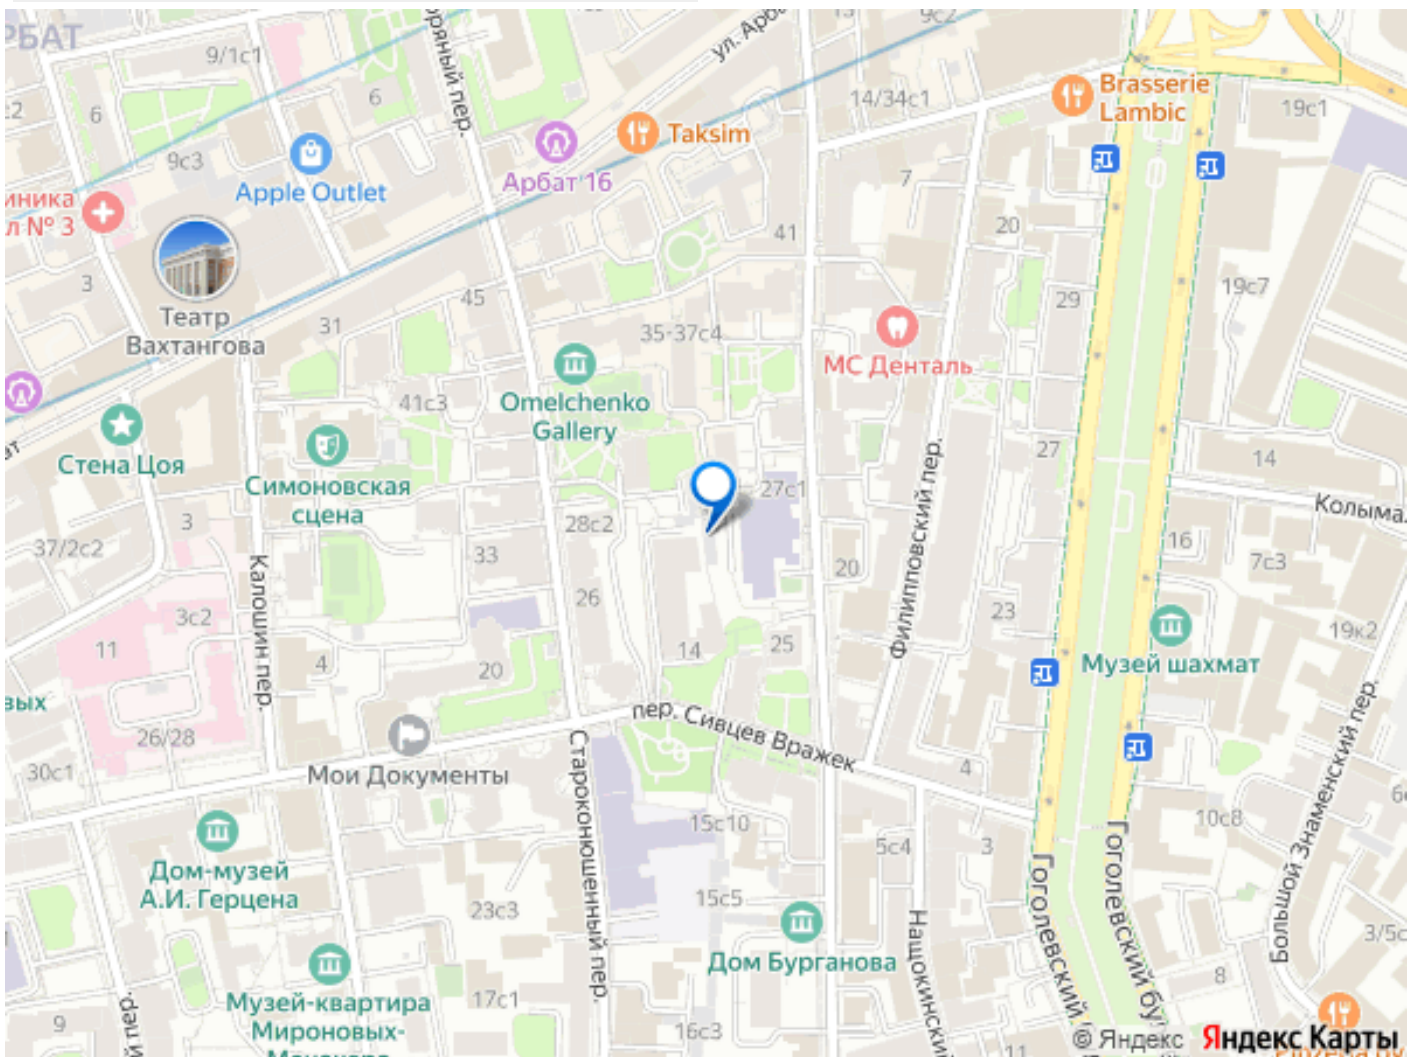 РБАТ
9/1с1
6
6
9с3
Apple Outlet
иника
л № 3
3
Театр
Вахтангова
31
45
ул. Арба
Taksim
Арбат 16
9с2
14/34с1
Brasserie
Lambic
19с1
7
20
41
29
19с7
35-37с4
МС Денталь
Omelchenko
Gallery
41с3
Стена Цоя
Симоновская
сцена
27с1
Филипповский пер.
27
14
Колыма
37/2с2
3
Калошин пер.
33
28с2
26
20
16
7с3
3с2
11
4
20
14
25
23
Музей шахмат
19к2
вых
26/28
30с1
Мои Документы
пер. Сивцев Вражек
4
Староконюшенный пер.
Большой Знаменский пер.
10с8
Дом-музей
А.И. Герцена
15с10
5с4
3
Гоголевский
Гоголевский бу
23с3
15с5
Дом Бурганова
Нащокинский
3/5с
Музей-квартира
Мироновых-
17с1
16с3
11
8
9
© Яндекс Яндекс Карты